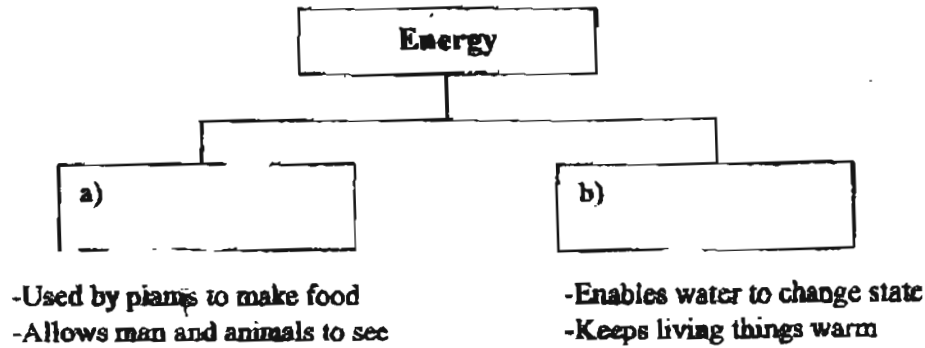 Energy
a)
b)
-Used by plants to make food
-Allows man and animals to see
-Enables water to change state
-Keeps living things warm